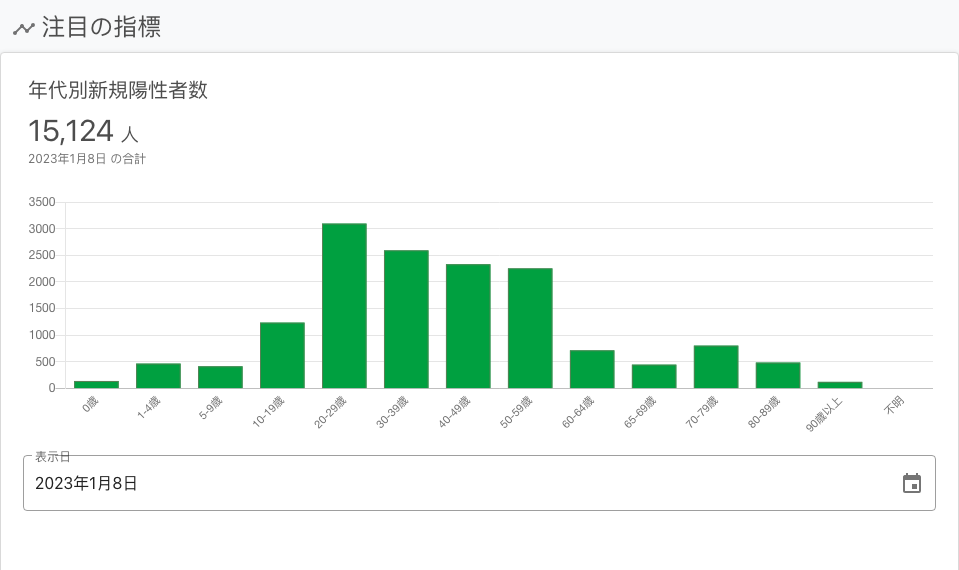 注目の指標
年代別新規陽性者数
15,124 人
2023年1月8日 の合計
3500
3000
2500
2000
1500
1000
500
0
0歳
1-4歳
5-9歳
10-19歳
20-29歳
30-39歳
40-49歳
50-59歳
60-64歳
65-69歳
70-79歳
80-89歳
90歳以上
不明
表示日
2023年1月8日